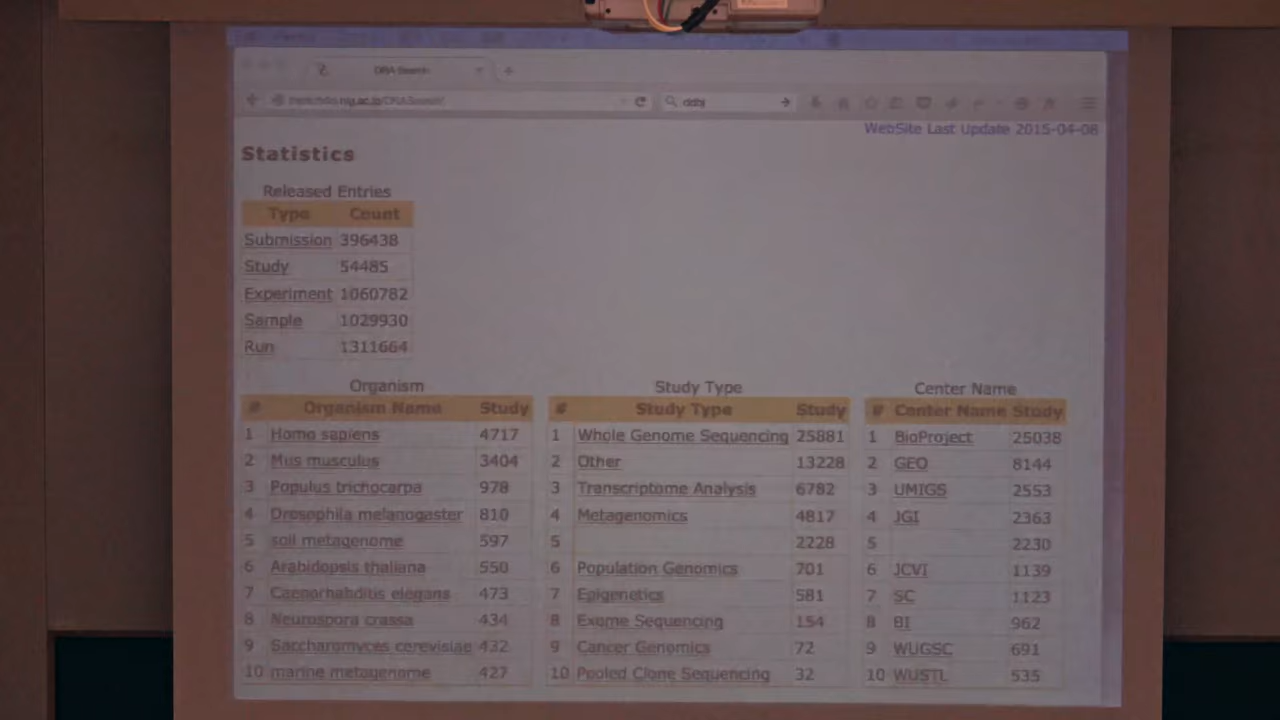 DRA Search
ddbj
WebSite Last Update 2015-04-08
Statistics
Released Entries
Type Count
Submission 396438
Study 54485
Experiment 1060782
Sample 1029930
Run 1311664
Organism
# Organism Name Study
1 Homo sapiens 4717
2 Mus musculus 3404
3 Populus trichocarpa 978
4 Drosophila melanogaster 810
5 soil metagenome 597
6 Arabidopsis thaliana 550
7 Caenorhabditis elegans 473
8 Neurospora crassa 434
9 Saccharomyces cerevisiae 432
10 marine metagenome 427
Study Type
# Study Type Study
1 Whole Genome Sequencing 25881
2 Other 13228
3 Transcriptome Analysis 6782
4 Metagenomics 4817
5 2228
6 Population Genomics 701
7 Epigenetics 581
8 Exome Sequencing 154
9 Cancer Genomics 72
10 Pooled Clone Sequencing 32
Center Name
# Center Name Study
1 BioProject 25038
2 GEO 8144
3 UMIGS 2553
4 JGI 2363
5 2230
6 JCVI 1139
7 SC 1123
8 BI 962
9 WUGSC 691
10 WUSTL 535